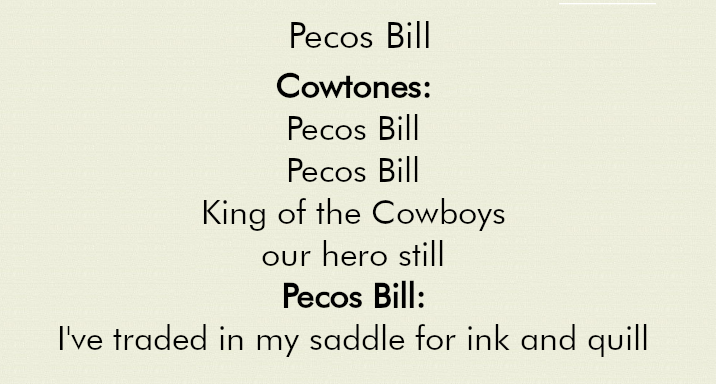 Pecos Bill
Cowtones:
Pecos Bill
Pecos Bill
King of the Cowboys
our hero still
Pecos Bill:
I've traded in my saddle for ink and quill